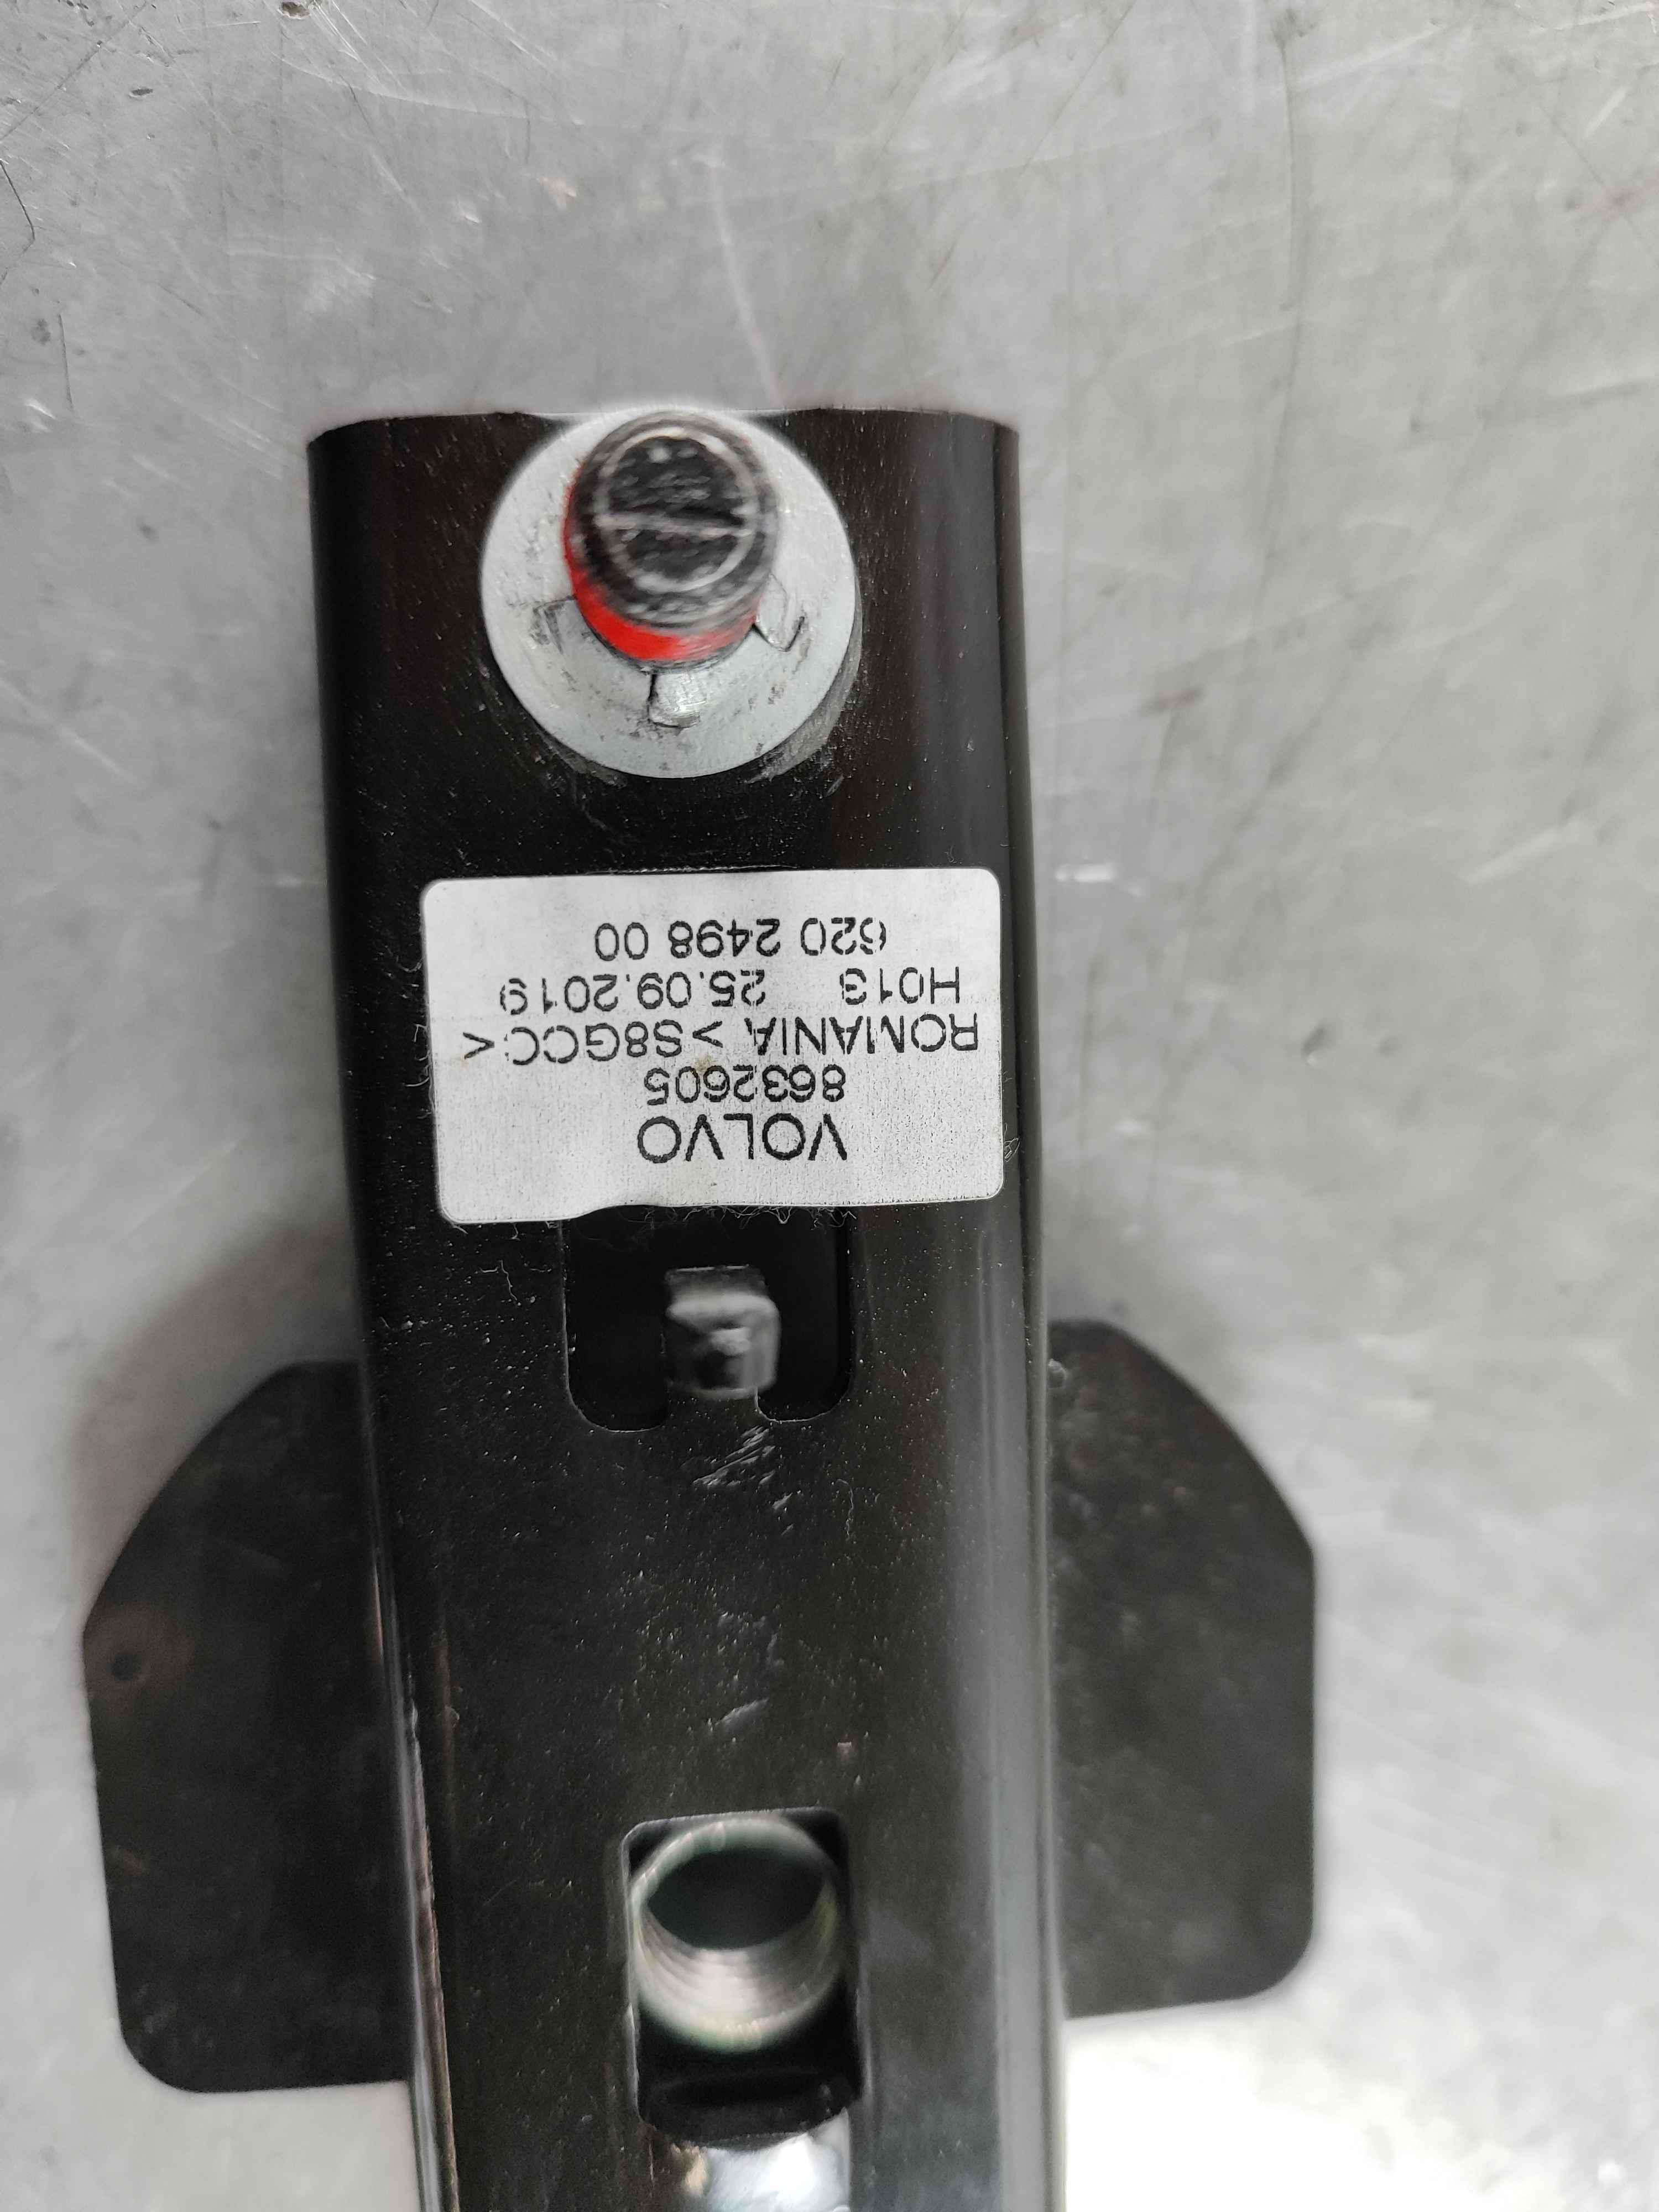 VOLVO
8632605
ROMANIA >S8GCC<
H013 25.09.2019
620 2498 00